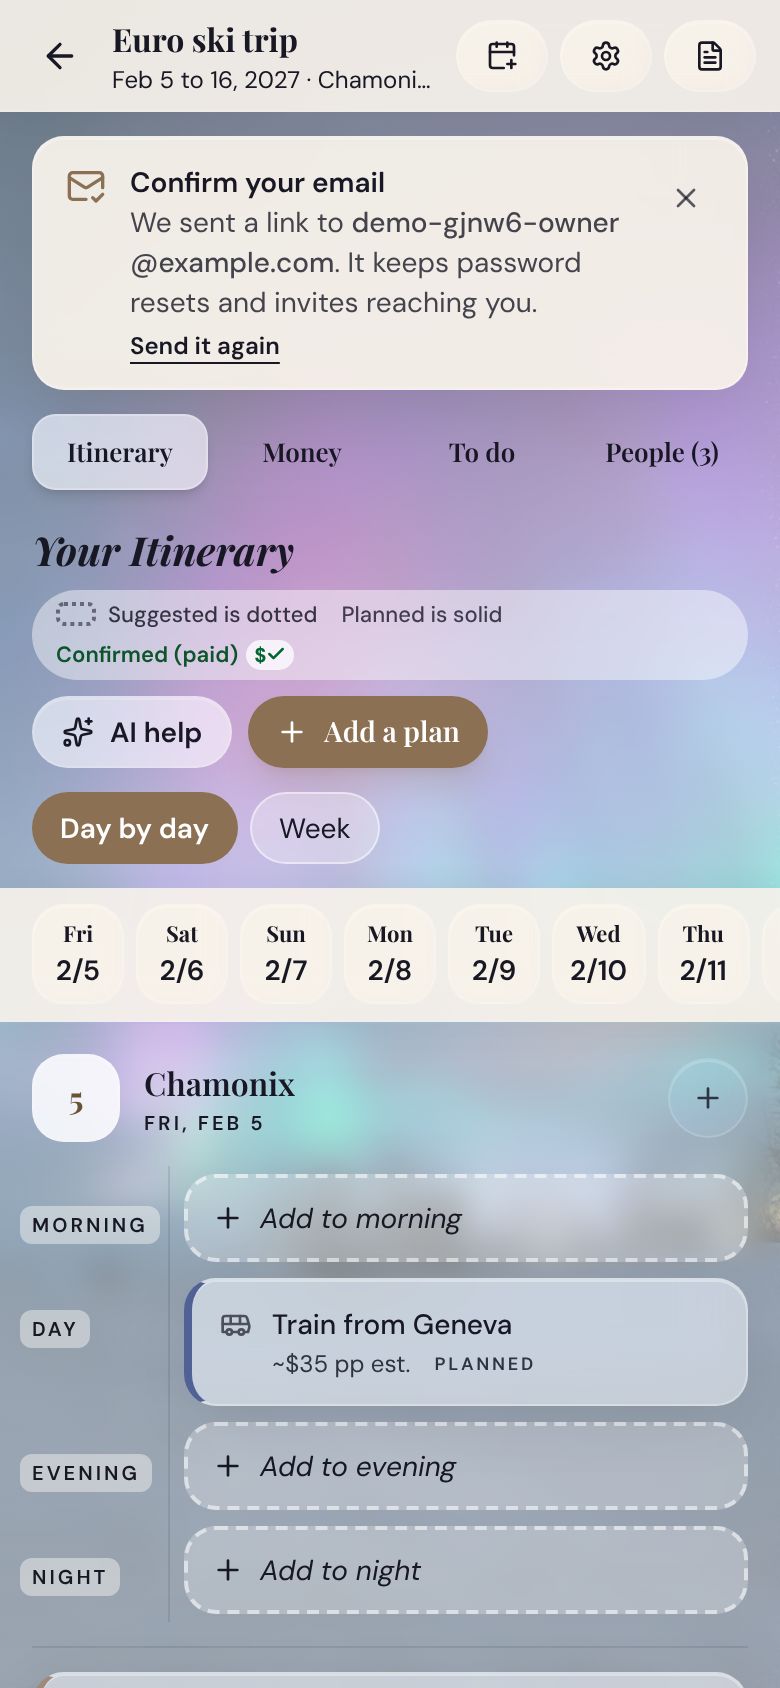 Euro ski trip
Feb 5 to 16, 2027 · Chamoni...
Confirm your email
We sent a link to demo-gjnw6-owner
@example.com. It keeps password
resets and invites reaching you.
Send it again
Itinerary Money To do People (3)
Your Itinerary
Suggested is dotted Planned is solid
Confirmed (paid) $✓
AI help + Add a plan
Day by day Week
Fri Sat Sun Mon Tue Wed Thu
2/5 2/6 2/7 2/8 2/9 2/10 2/11
5 Chamonix
FRI, FEB 5
MORNING + Add to morning
DAY Train from Geneva
~$35 pp est. PLANNED
EVENING + Add to evening
NIGHT + Add to night